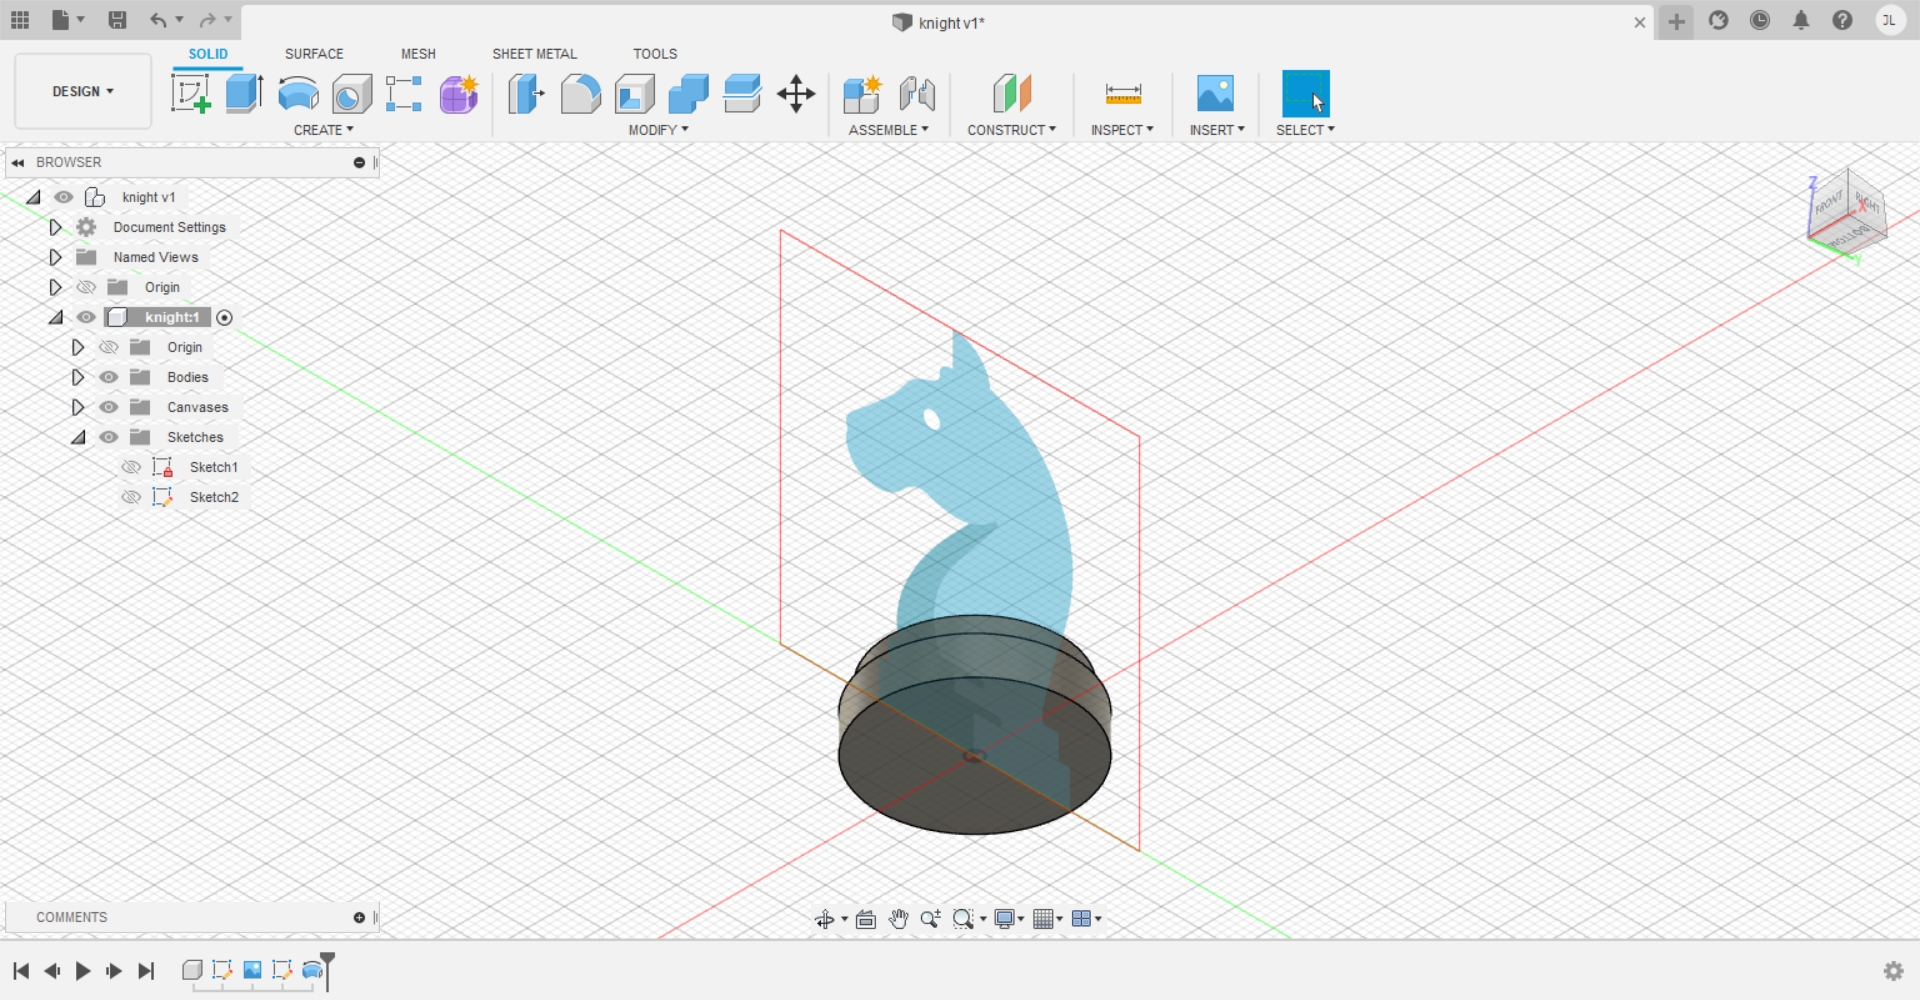 knight v1*
JL
SOLID SURFACE MESH SHEET METAL TOOLS
DESIGN
CREATE MODIFY ASSEMBLE CONSTRUCT INSPECT INSERT SELECT
BROWSER
knight v1
Document Settings
Named Views
Origin
knight:1
Origin
Bodies
Canvases
Sketches
Sketch1
Sketch2
Z
FRONT
RIGHT
X
BOTTOM
Y
COMMENTS